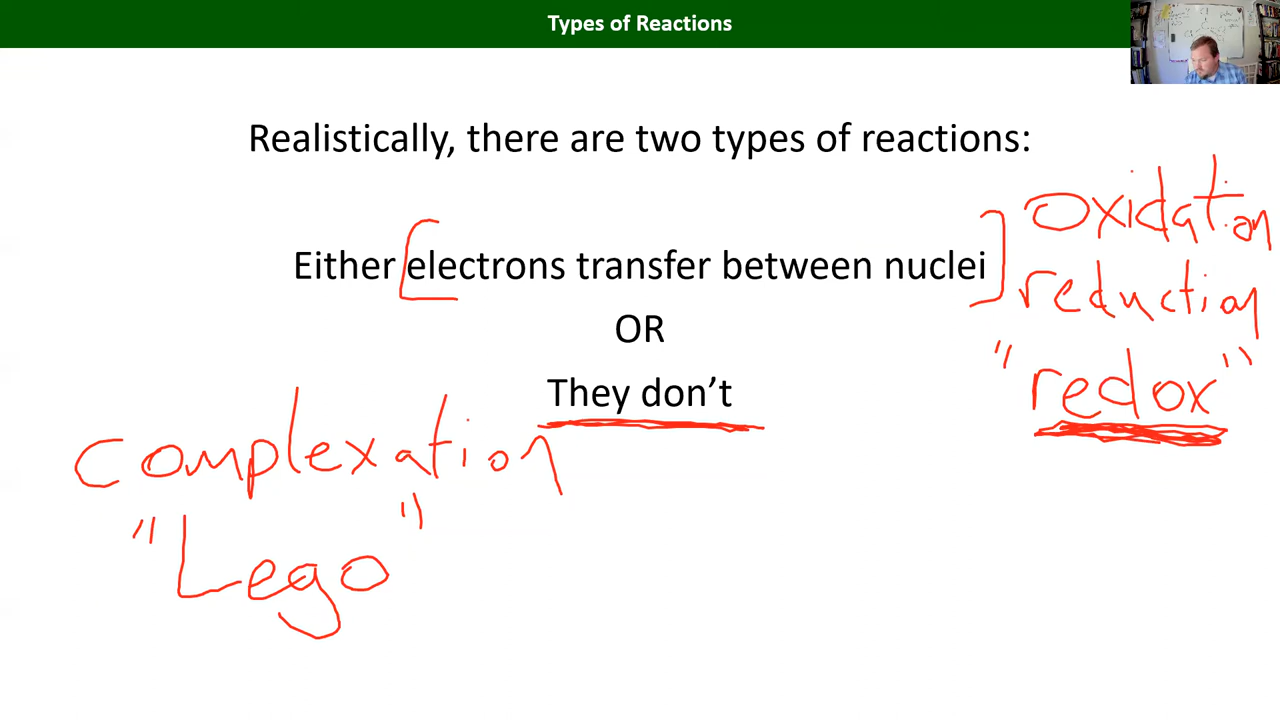 Types of Reactions
Realistically, there are two types of reactions:
oxidation
Either electrons transfer between nuclei
reduction
OR
"redox"
They don't
complexation
"Lego"